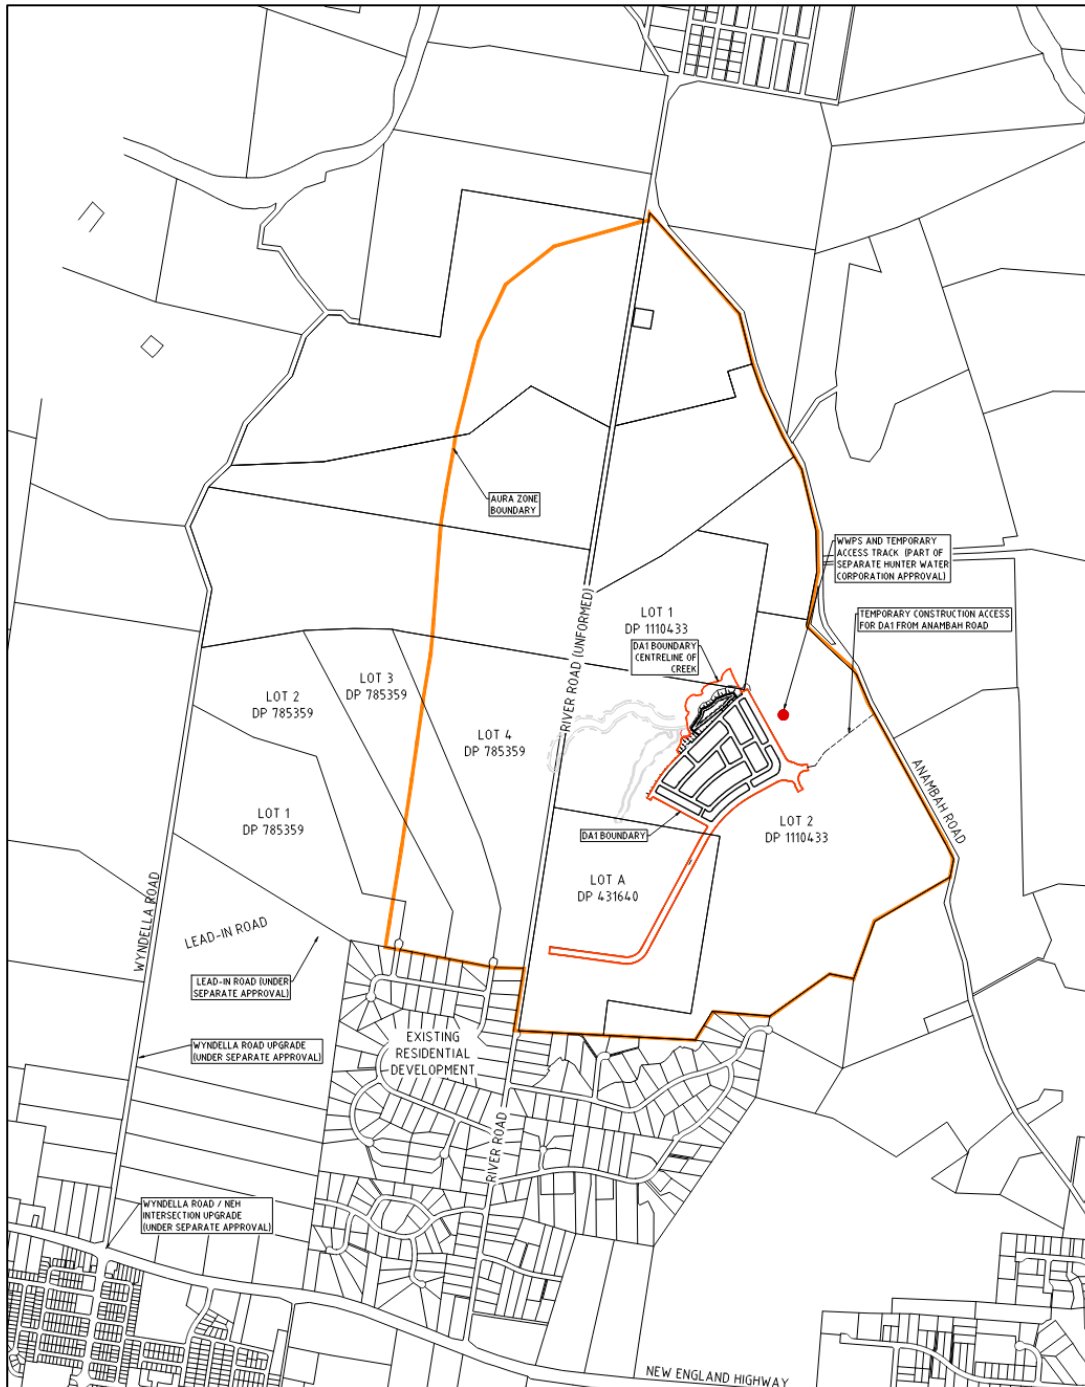 AURA ZONE
BOUNDARY
WWPS AND TEMPORARY
ACCESS TRACK (PART OF
SEPARATE HUNTER WATER
CORPORATION APPROVAL)
TEMPORARY CONSTRUCTION ACCESS
FOR DA1 FROM ANAMBAH ROAD
RIVER ROAD (UNFORMED)
LOT 1
DP 1110433
DA1 BOUNDARY
CENTRELINE OF
CREEK
LOT 3
DP 785359
LOT 2
DP 785359
LOT 4
DP 785359
LOT 1
DP 785359
ANAMBAH ROAD
LOT 2
DP 1110433
DA1 BOUNDARY
LOT A
DP 431640
WYNDELLA ROAD
LEAD-IN ROAD
LEAD-IN ROAD (UNDER
SEPARATE APPROVAL)
WYNDELLA ROAD UPGRADE
(UNDER SEPARATE APPROVAL)
EXISTING
RESIDENTIAL
DEVELOPMENT
RIVER ROAD
WYNDELLA ROAD / NEH
INTERSECTION UPGRADE
(UNDER SEPARATE APPROVAL)
NEW ENGLAND HIGHWAY